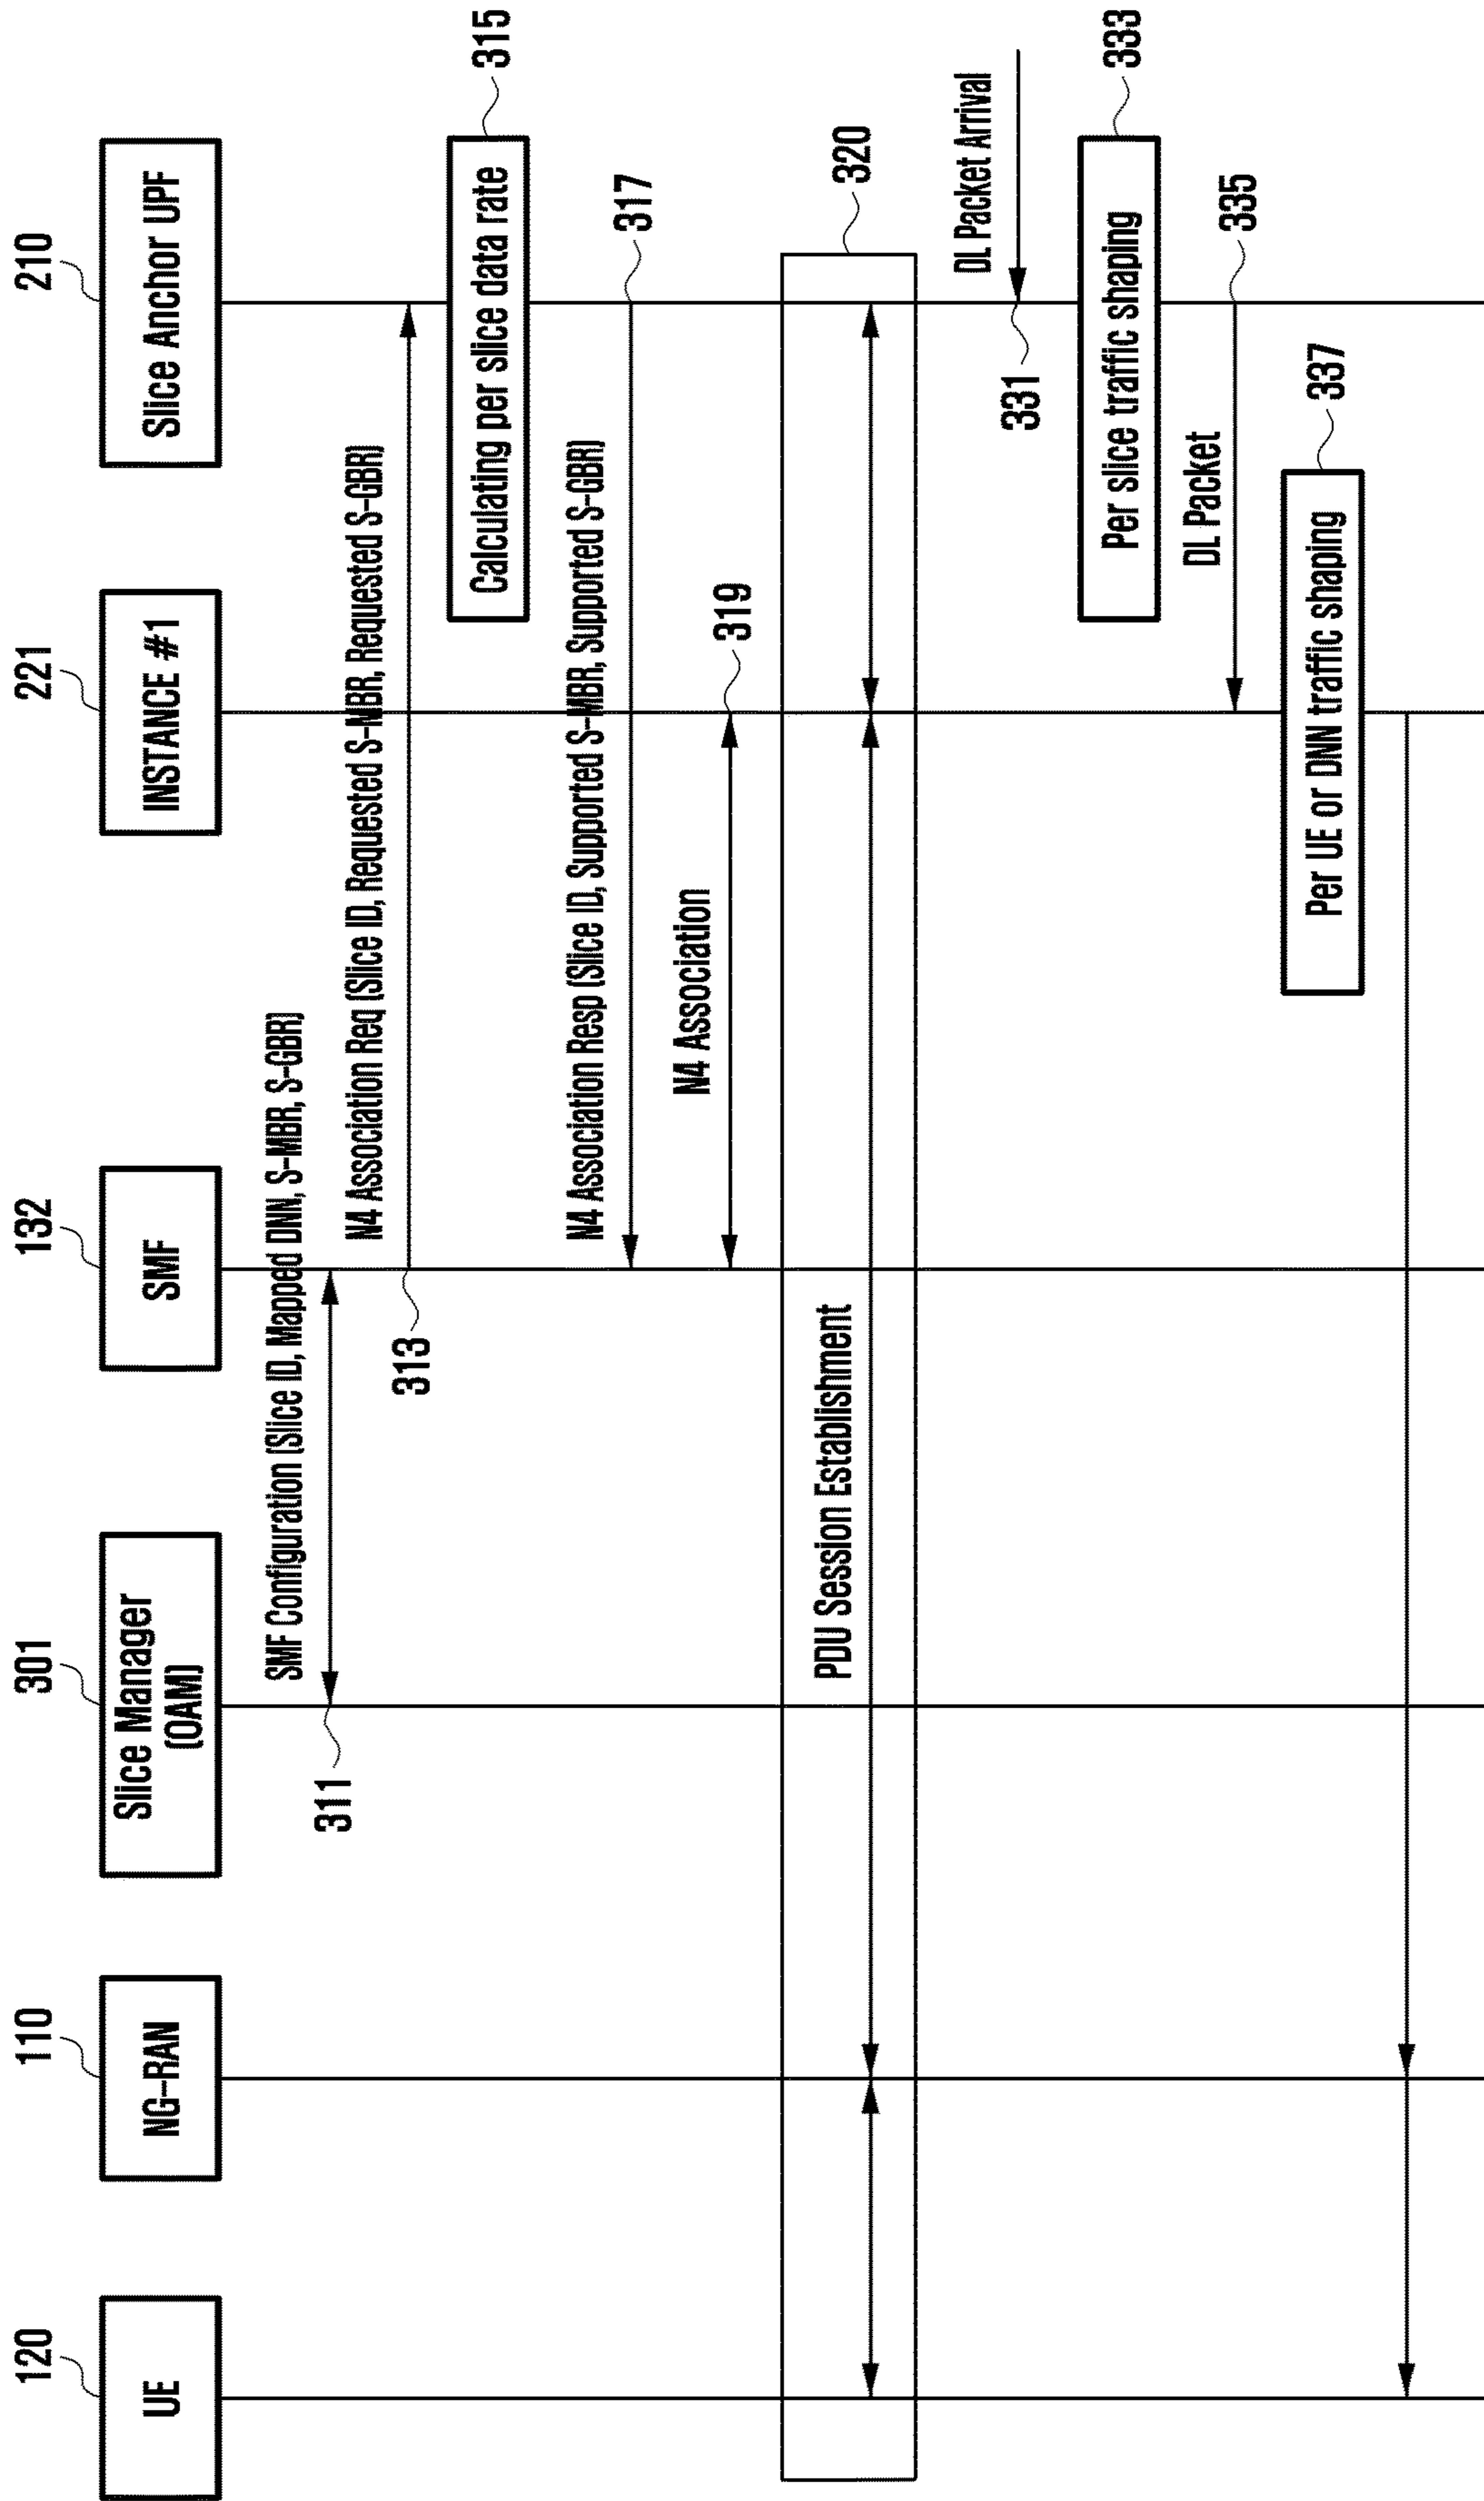 120
110
301
132
221
210
UE
NG-RAN
Slice Manager
(OAM)
SMF
INSTANCE #1
Slice Anchor UPF
SMF Configuration (Slice ID, Mapped DNN, S-MBR, S-GBR)
311
N4 Association Req (Slice ID, Requested S-MBR, Requested S-GBR)
313
Calculating per slice data rate
315
N4 Association Resp (Slice ID, Supported S-MBR, Supported S-GBR)
317
N4 Association
319
PDU Session Establishment
320
DL Packet Arrival
331
Per slice traffic shaping
333
DL Packet
335
Per UE or DNN traffic shaping
337